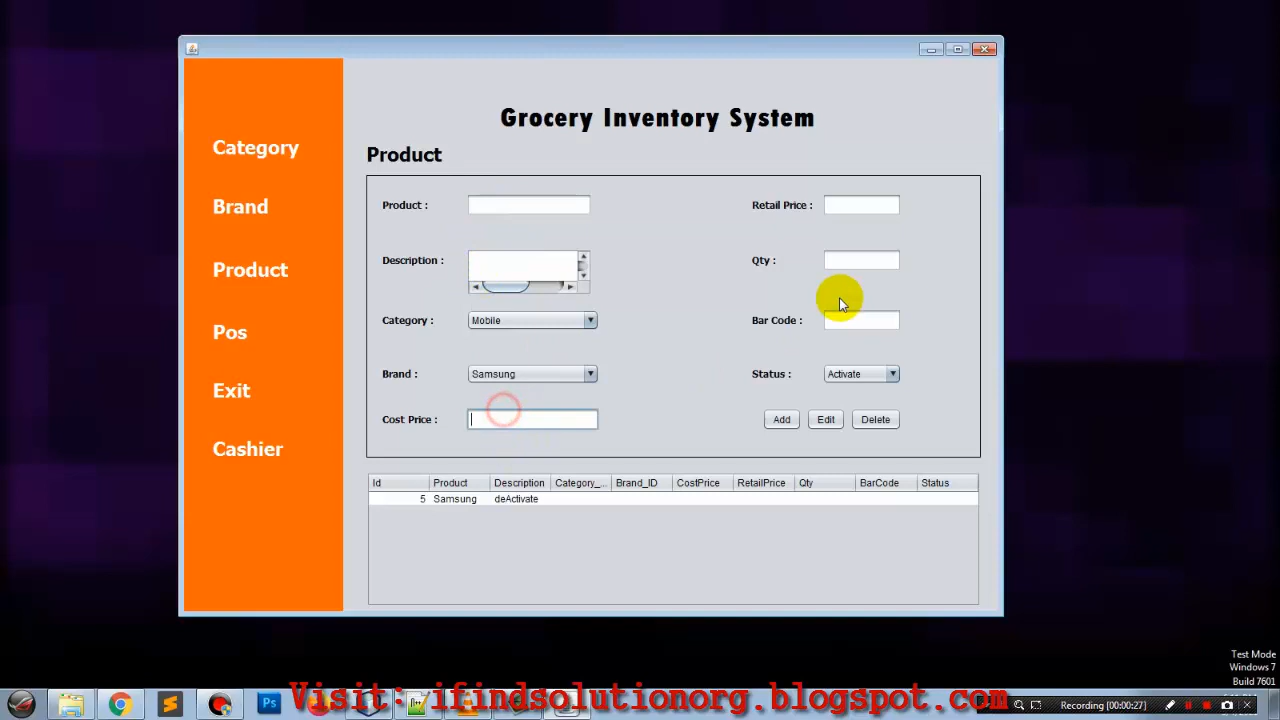 Grocery Inventory System
Category
Brand
Product
Pos
Exit
Cashier
Product
Product :
Retail Price :
Description :
Qty :
Category :
Mobile
Bar Code :
Brand :
Samsung
Status :
Activate
Cost Price :
Add
Edit
Delete
Id Product Description Category_... Brand_ID CostPrice RetailPrice Qty BarCode Status
5 Samsung deActivate
Test Mode
Windows 7
Build 7601
Visit: ifindsolutionorg.blogspot.com
Recording [00:00:27]
Ps